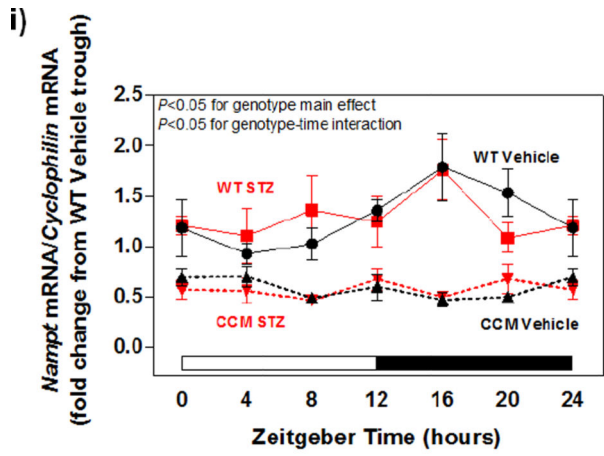 i)
Nampt mRNA/Cyclophilin mRNA
(fold change from WT Vehicle trough)
2.5
2.0
1.5
1.0
0.5
0.0
P<0.05 for genotype main effect
P<0.05 for genotype-time interaction
WT Vehicle
WT STZ
CCM STZ
CCM Vehicle
0 4 8 12 16 20 24
Zeitgeber Time (hours)